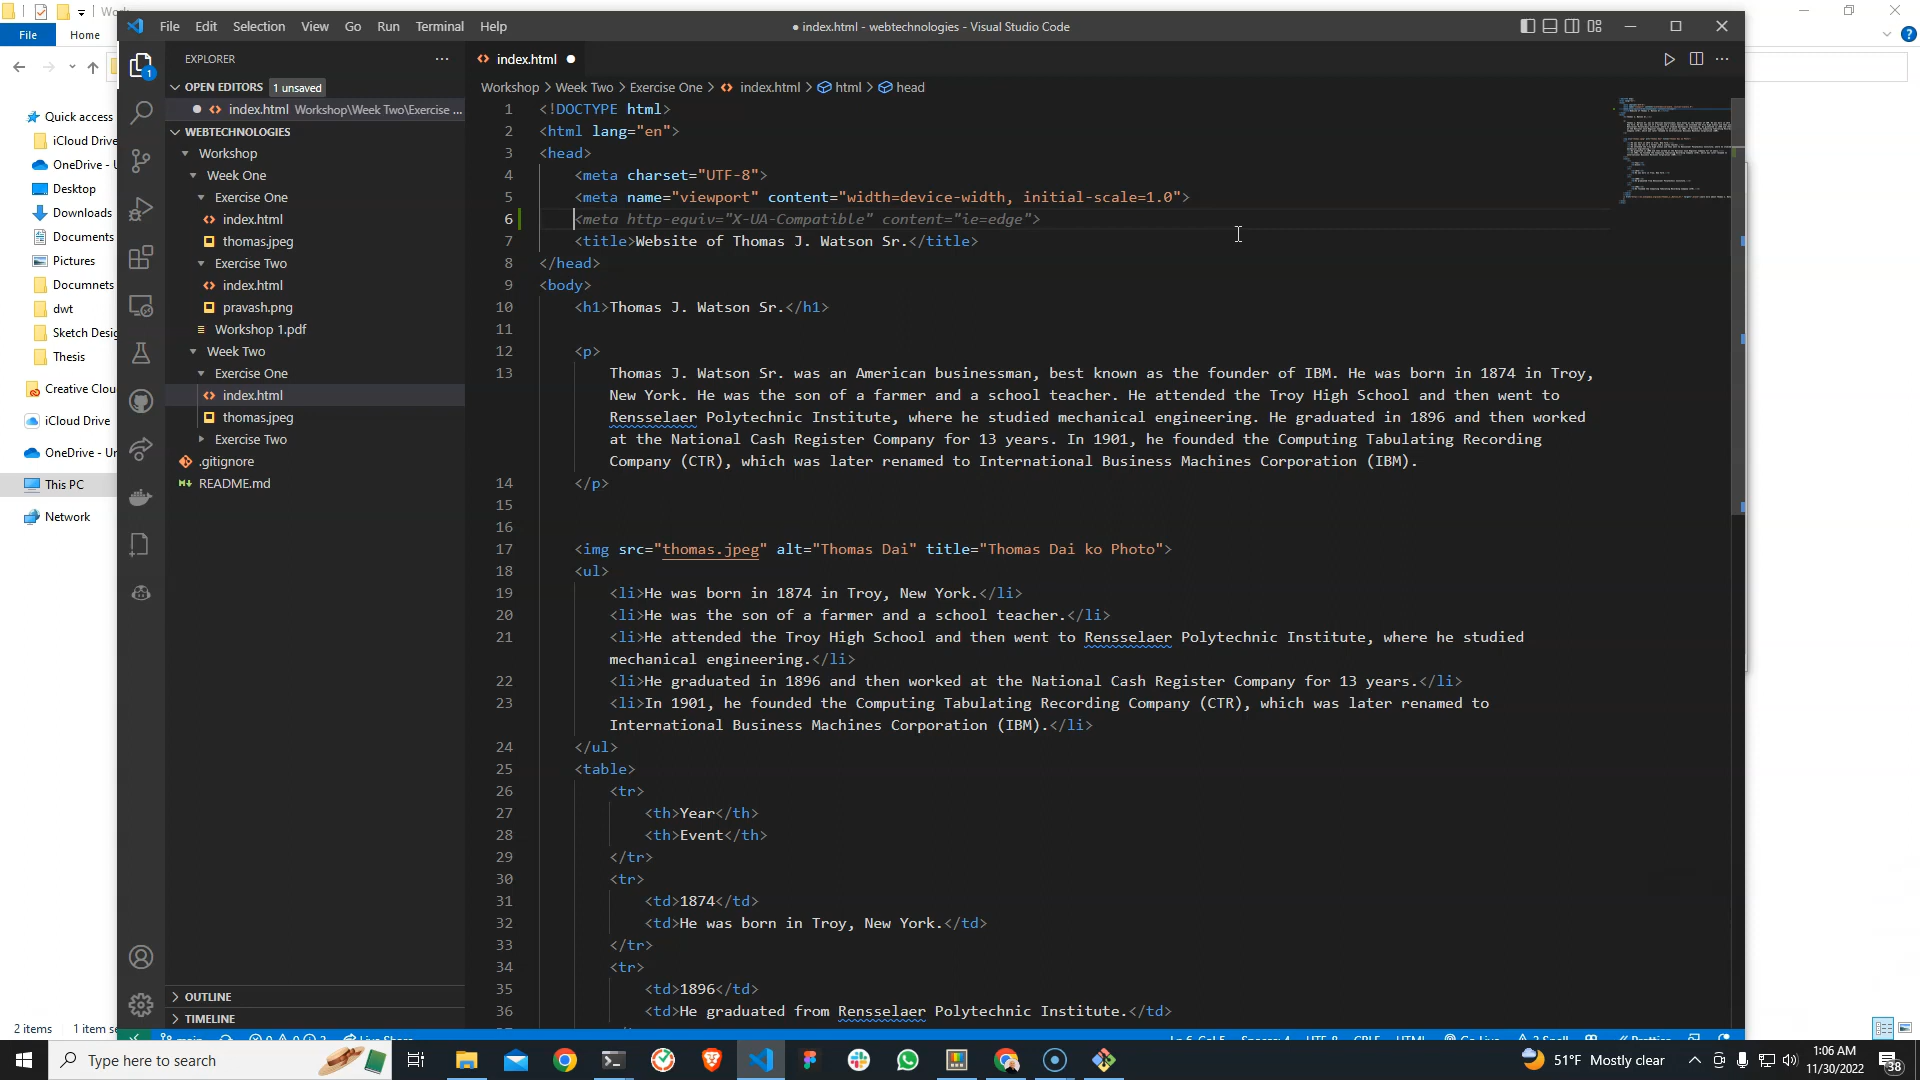 File Edit Selection View Go Run Terminal Help
● index.html - webtechnologies - Visual Studio Code
File Home
Quick access
iCloud Drive
OneDrive - U
Desktop
Downloads
Documents
Pictures
Documnets
dwt
Sketch Desig
Thesis
Creative Clou
iCloud Drive
OneDrive - Un
This PC
Network
2 items 1 item se
EXPLORER
OPEN EDITORS 1 unsaved
index.html Workshop\Week Two\Exercise ...
WEBTECHNOLOGIES
Workshop
Week One
Exercise One
index.html
thomas.jpeg
Exercise Two
index.html
pravash.png
Workshop 1.pdf
Week Two
Exercise One
index.html
thomas.jpeg
Exercise Two
.gitignore
README.md
OUTLINE
TIMELINE
index.html
Workshop > Week Two > Exercise One > index.html > html > head
1 <!DOCTYPE html>
2 <html lang="en">
3 <head>
4 <meta charset="UTF-8">
5 <meta name="viewport" content="width=device-width, initial-scale=1.0">
6 <meta http-equiv="X-UA-Compatible" content="ie=edge">
7 <title>Website of Thomas J. Watson Sr.</title>
8 </head>
9 <body>
10 <h1>Thomas J. Watson Sr.</h1>
11
12 <p>
13 Thomas J. Watson Sr. was an American businessman, best known as the founder of IBM. He was born in 1874 in Troy,
New York. He was the son of a farmer and a school teacher. He attended the Troy High School and then went to
Rensselaer Polytechnic Institute, where he studied mechanical engineering. He graduated in 1896 and then worked
at the National Cash Register Company for 13 years. In 1901, he founded the Computing Tabulating Recording
Company (CTR), which was later renamed to International Business Machines Corporation (IBM).
14 </p>
15
16
17 <img src="thomas.jpeg" alt="Thomas Dai" title="Thomas Dai ko Photo">
18 <ul>
19 <li>He was born in 1874 in Troy, New York.</li>
20 <li>He was the son of a farmer and a school teacher.</li>
21 <li>He attended the Troy High School and then went to Rensselaer Polytechnic Institute, where he studied
mechanical engineering.</li>
22 <li>He graduated in 1896 and then worked at the National Cash Register Company for 13 years.</li>
23 <li>In 1901, he founded the Computing Tabulating Recording Company (CTR), which was later renamed to
International Business Machines Corporation (IBM).</li>
24 </ul>
25 <table>
26 <tr>
27 <th>Year</th>
28 <th>Event</th>
29 </tr>
30 <tr>
31 <td>1874</td>
32 <td>He was born in Troy, New York.</td>
33 </tr>
34 <tr>
35 <td>1896</td>
36 <td>He graduated from Rensselaer Polytechnic Institute.</td>
Type here to search
51°F Mostly clear
1:06 AM
11/30/2022
38